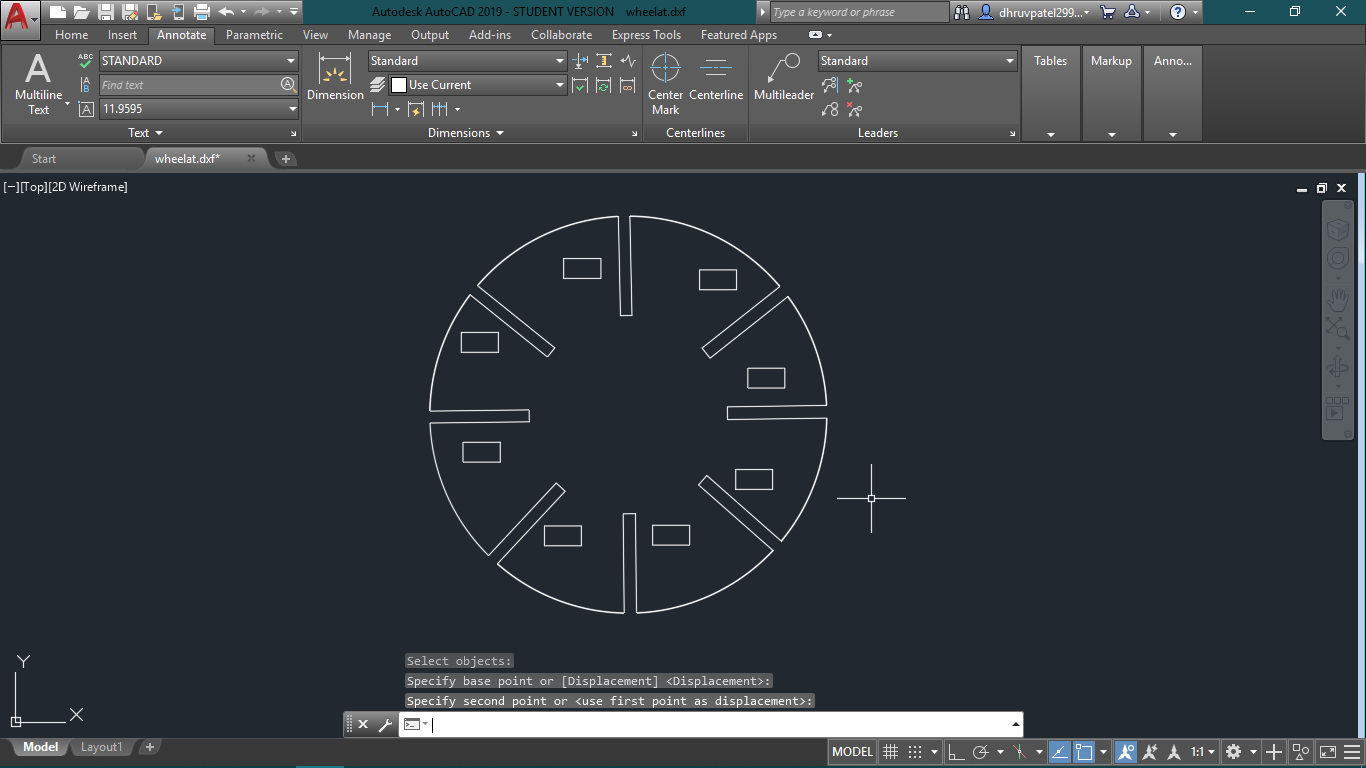 Autodesk AutoCAD 2019 - STUDENT VERSION wheelat.dxf
Type a keyword or phrase
dhruvpatel299...
Home Insert Annotate Parametric View Manage Output Add-ins Collaborate Express Tools Featured Apps
A
Multiline Text
ABC
STANDARD
Find text
11.9595
Text
Dimension
Standard
Use Current
Dimensions
Center Mark
Centerline
Centerlines
Multileader
Standard
Leaders
Tables
Markup
Anno...
Start
wheelat.dxf*
[−][Top][2D Wireframe]
Y
X
Select objects:
Specify base point or [Displacement] <Displacement>:
Specify second point or <use first point as displacement>:
Model Layout1
MODEL
1:1